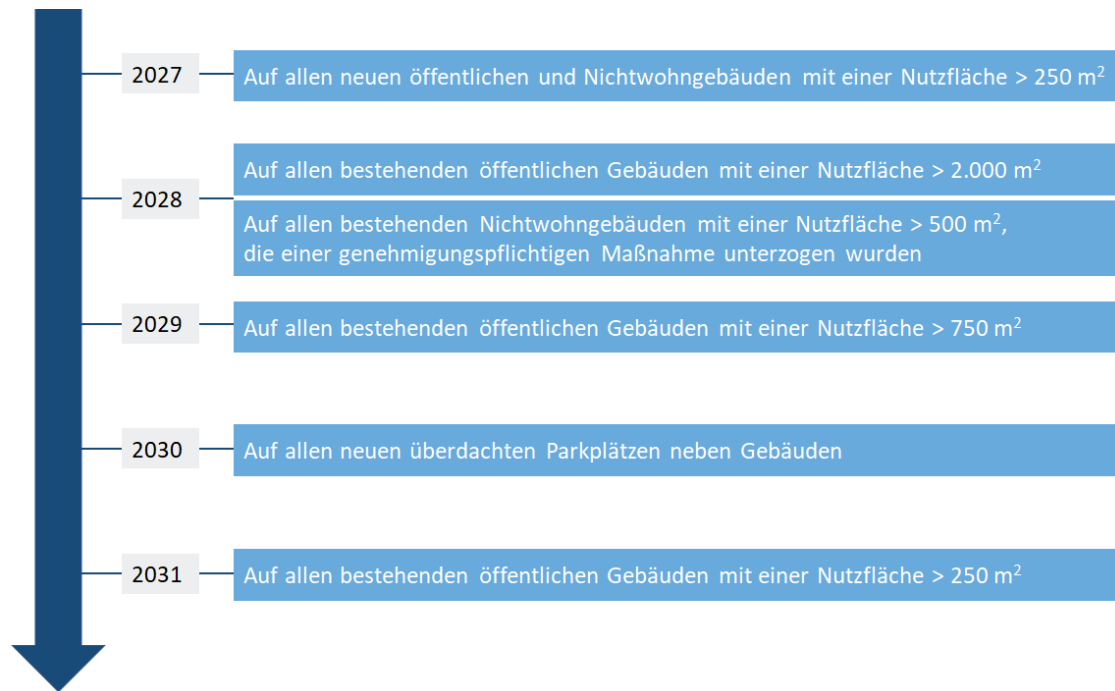 2027
Auf allen neuen öffentlichen und Nichtwohngebäuden mit einer Nutzfläche > 250 m²
2028
Auf allen bestehenden öffentlichen Gebäuden mit einer Nutzfläche > 2.000 m²
Auf allen bestehenden Nichtwohngebäuden mit einer Nutzfläche > 500 m²,
die einer genehmigungspflichtigen Maßnahme unterzogen wurden
2029
Auf allen bestehenden öffentlichen Gebäuden mit einer Nutzfläche > 750 m²
2030
Auf allen neuen überdachten Parkplätzen neben Gebäuden
2031
Auf allen bestehenden öffentlichen Gebäuden mit einer Nutzfläche > 250 m²